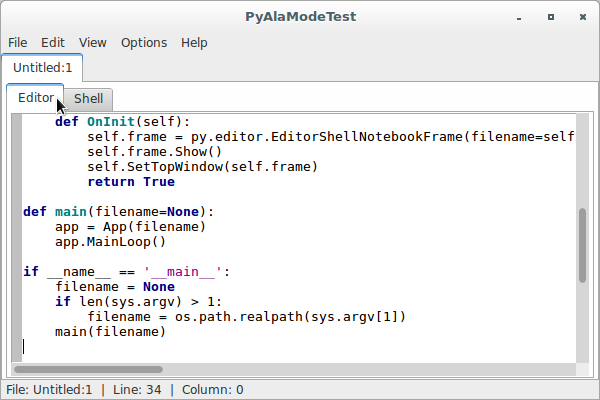 PyAlaModeTest
File Edit View Options Help
Untitled:1
Editor Shell
    def OnInit(self):
        self.frame = py.editor.EditorShellNotebookFrame(filename=self
        self.frame.Show()
        self.SetTopWindow(self.frame)
        return True
def main(filename=None):
    app = App(filename)
    app.MainLoop()
if __name__ == '__main__':
    filename = None
    if len(sys.argv) > 1:
        filename = os.path.realpath(sys.argv[1])
    main(filename)
File: Untitled:1 | Line: 34 | Column: 0